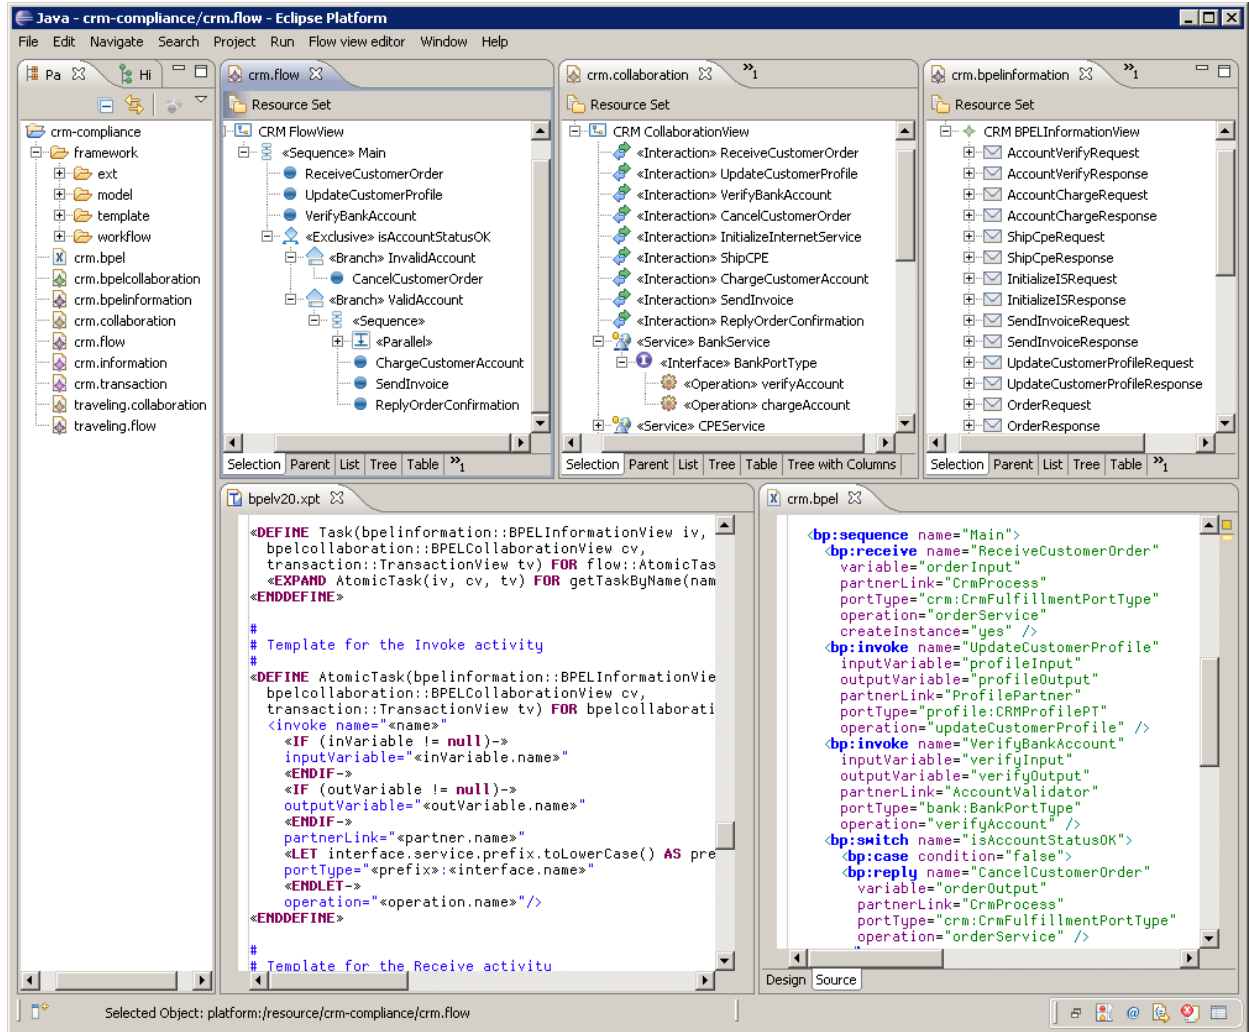 Java - crm-compliance/crm.flow - Eclipse Platform
File Edit Navigate Search Project Run Flow view editor Window Help
Pa Hi
crm-compliance
framework
ext
model
template
workflow
crm.bpel
crm.bpelcollaboration
crm.bpelinformation
crm.collaboration
crm.flow
crm.information
crm.transaction
traveling.collaboration
traveling.flow
crm.flow
Resource Set
CRM FlowView
«Sequence» Main
ReceiveCustomerOrder
UpdateCustomerProfile
VerifyBankAccount
«Exclusive» isAccountStatusOK
«Branch» InvalidAccount
CancelCustomerOrder
«Branch» ValidAccount
«Sequence»
«Parallel»
ChargeCustomerAccount
SendInvoice
ReplyOrderConfirmation
Selection Parent List Tree Table »1
crm.collaboration »1
Resource Set
CRM CollaborationView
«Interaction» ReceiveCustomerOrder
«Interaction» UpdateCustomerProfile
«Interaction» VerifyBankAccount
«Interaction» CancelCustomerOrder
«Interaction» InitializeInternetService
«Interaction» ShipCPE
«Interaction» ChargeCustomerAccount
«Interaction» SendInvoice
«Interaction» ReplyOrderConfirmation
«Service» BankService
«Interface» BankPortType
«Operation» verifyAccount
«Operation» chargeAccount
«Service» CPEService
Selection Parent List Tree Table Tree with Columns
crm.bpelinformation »1
Resource Set
CRM BPELInformationView
AccountVerifyRequest
AccountVerifyResponse
AccountChargeRequest
AccountChargeResponse
ShipCpeRequest
ShipCpeResponse
InitializeISRequest
InitializeISResponse
SendInvoiceRequest
SendInvoiceResponse
UpdateCustomerProfileRequest
UpdateCustomerProfileResponse
OrderRequest
OrderResponse
Selection Parent List Tree Table »1
bpelv20.xpt
«DEFINE Task(bpelinformation::BPELInformationView iv,
bpelcollaboration::BPELCollaborationView cv,
transaction::TransactionView tv) FOR flow::AtomicTas
«EXPAND AtomicTask(iv, cv, tv) FOR getTaskByName(nam
«ENDDEFINE»
#
# Template for the Invoke activity
#
«DEFINE AtomicTask(bpelinformation::BPELInformationVie
bpelcollaboration::BPELCollaborationView cv,
transaction::TransactionView tv) FOR bpelcollaborati
<invoke name="«name»"
«IF (inVariable != null)-»
inputVariable="«inVariable.name»"
«ENDIF-»
«IF (outVariable != null)-»
outputVariable="«outVariable.name»"
«ENDIF-»
partnerLink="«partner.name»"
«LET interface.service.prefix.toLowerCase() AS pre
portType="«prefix»:«interface.name»"
«ENDLET-»
operation="«operation.name»"/>
«ENDDEFINE»
#
# Template for the Receive activity
crm.bpel
<bp:sequence name="Main">
<bp:receive name="ReceiveCustomerOrder"
variable="orderInput"
partnerLink="CrmProcess"
portType="crm:CrmFulfillmentPortType"
operation="orderService"
createInstance="yes" />
<bp:invoke name="UpdateCustomerProfile"
inputVariable="profileInput"
outputVariable="profileOutput"
partnerLink="ProfilePartner"
portType="profile:CRMProfilePT"
operation="updateCustomerProfile" />
<bp:invoke name="VerifyBankAccount"
inputVariable="verifyInput"
outputVariable="verifyOutput"
partnerLink="AccountValidator"
portType="bank:BankPortType"
operation="verifyAccount" />
<bp:switch name="isAccountStatusOK">
<bp:case condition="false">
<bp:reply name="CancelCustomerOrder"
variable="orderOutput"
partnerLink="CrmProcess"
portType="crm:CrmFulfillmentPortType"
operation="orderService" />
Design Source
Selected Object: platform:/resource/crm-compliance/crm.flow